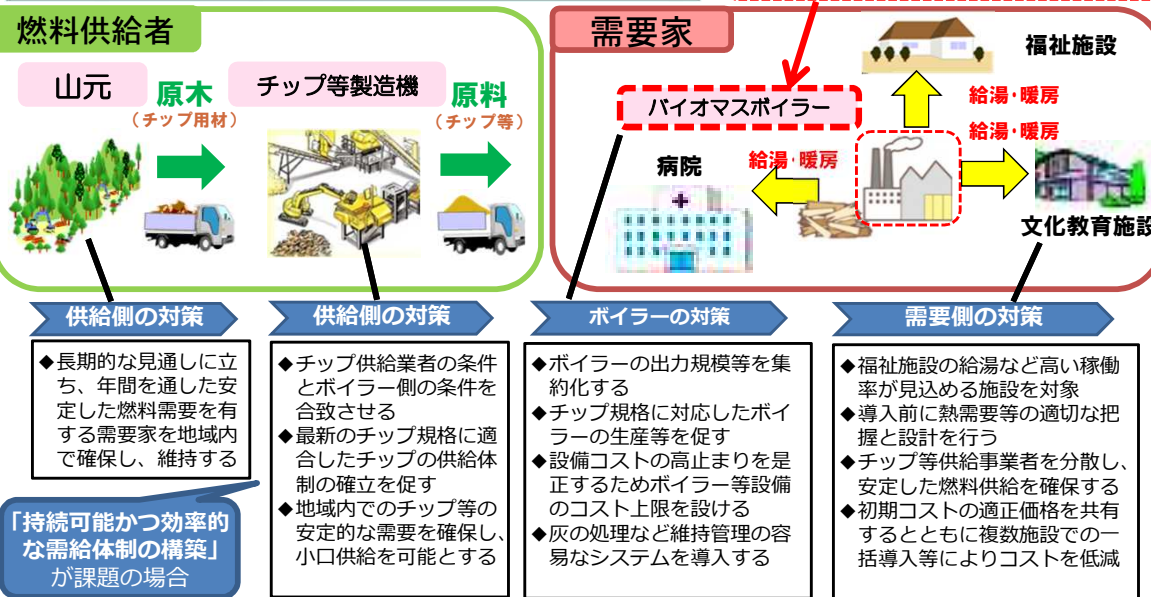 燃料供給者
山元
原木
（チップ用材）
チップ等製造機
原料
（チップ等）
需要家
バイオマスボイラー
福祉施設
給湯・暖房
給湯・暖房
病院
給湯・暖房
文化教育施設
供給側の対策
◆長期的な見通しに立
ち、年間を通した安
定した燃料需要を有
する需要家を地域内
で確保し、維持する
「持続可能かつ効率的
な需給体制の構築」
が課題の場合
供給側の対策
◆チップ供給業者の条件
とボイラー側の条件を
合致させる
◆最新のチップ規格に適
合したチップの供給体
制の確立を促す
◆地域内でのチップ等の
安定的な需要を確保し、
小口供給を可能とする
ボイラーの対策
◆ボイラーの出力規模等を集
約化する
◆チップ規格に対応したボイ
ラーの生産等を促す
◆設備コストの高止まりを是
正するためボイラー等設備
のコスト上限を設ける
◆灰の処理など維持管理の容
易なシステムを導入する
需要側の対策
◆福祉施設の給湯など高い稼働
率が見込める施設を対象
◆導入前に熱需要等の適切な把
握と設計を行う
◆チップ等供給事業者を分散し、
安定した燃料供給を確保する
◆初期コストの適正価格を共有
するとともに複数施設での一
括導入等によりコストを低減